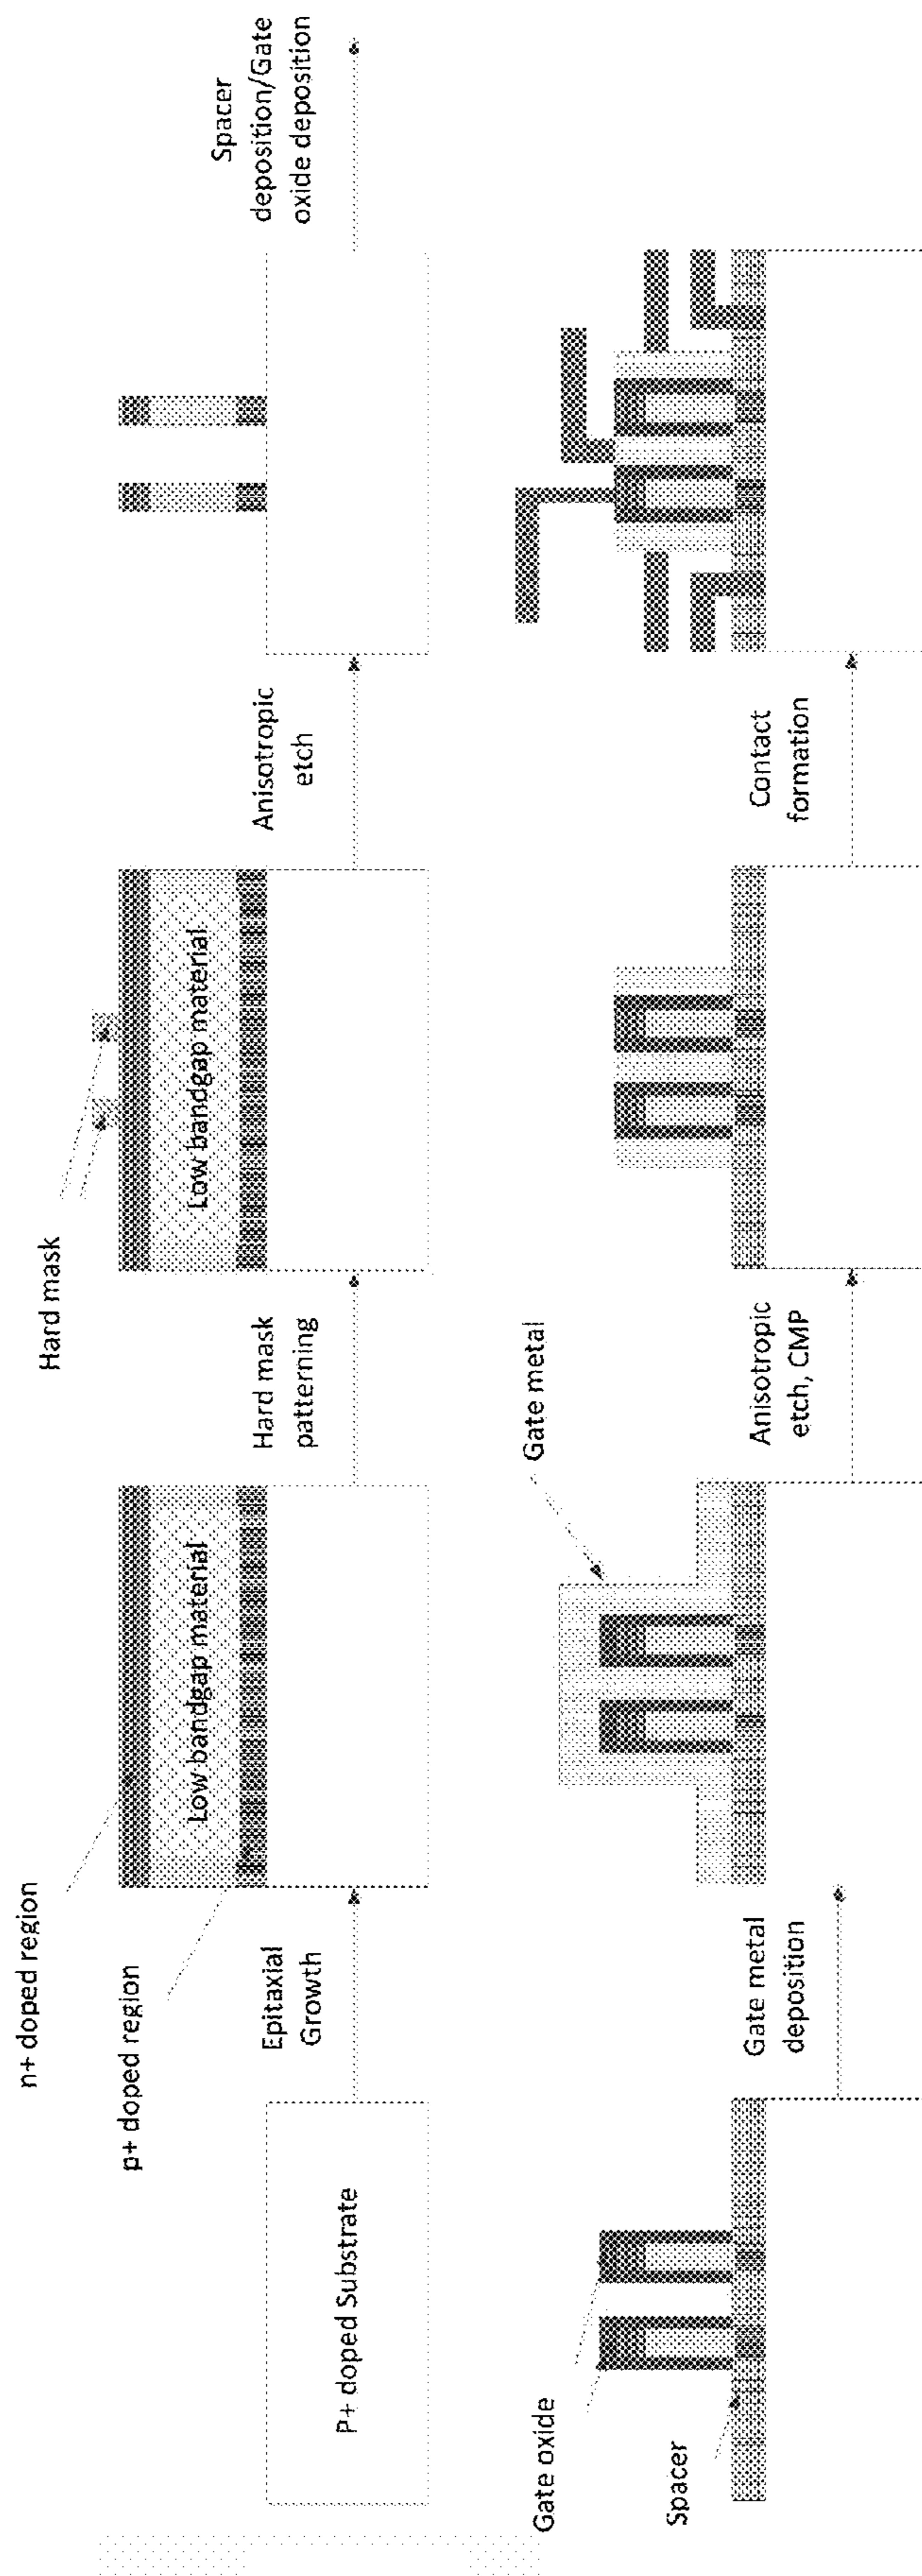 n+ doped region
p+ doped region
P+ doped Substrate
Epitaxial
Growth
Low bandgap material
Hard mask
patterning
Hard mask
Low bandgap material
Anisotropic
etch
Spacer
deposition/Gate
oxide deposition
Gate oxide
Spacer
Gate metal
deposition
Gate metal
Anisotropic
etch, CMP
Contact
formation